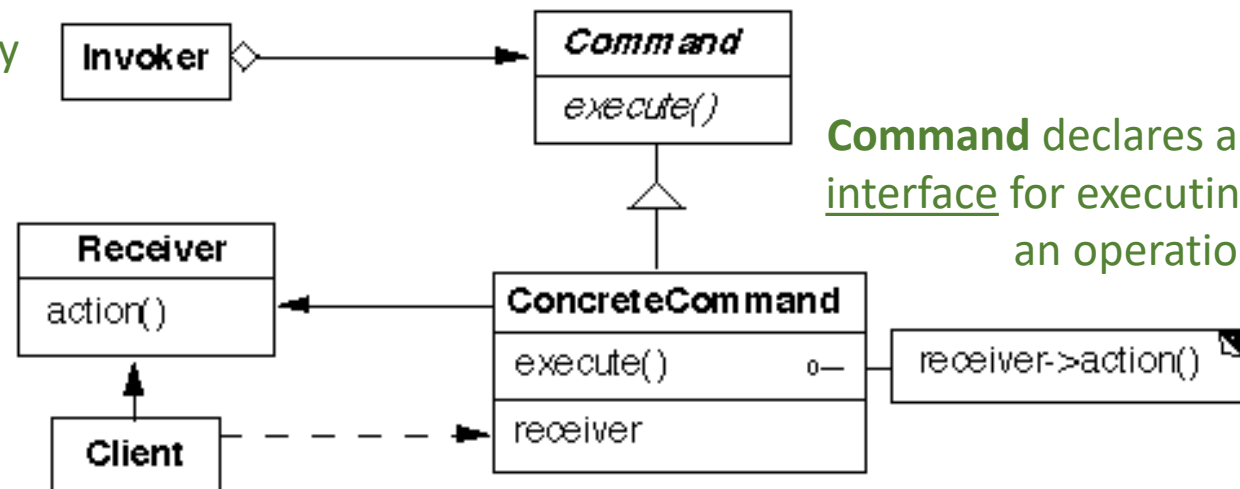 y
Invoker
Command
execute()
Command declares a
interface for executin
an operatio
Receiver
action()
ConcreteCommand
execute()
receiver->action()
receiver
Client